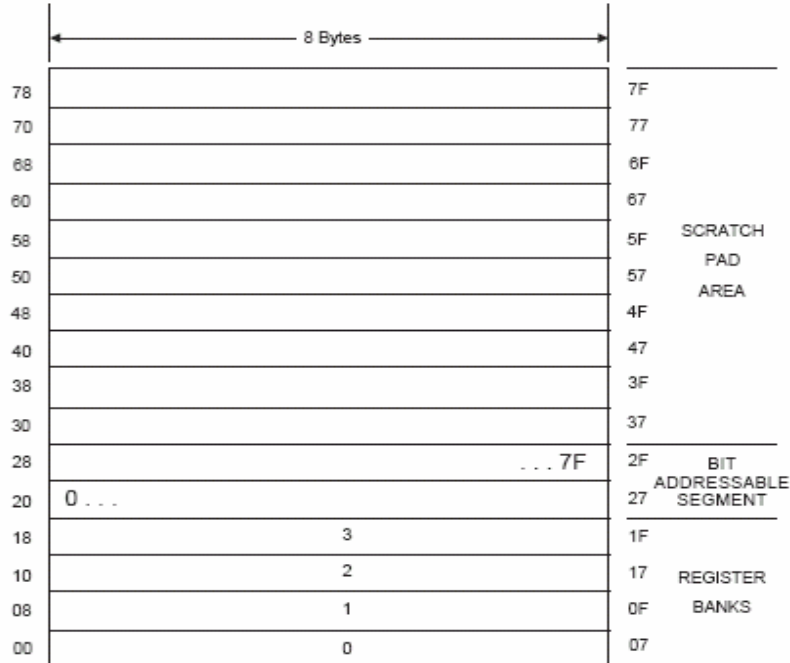 8 Bytes
78 7F
70 77
68 6F
60 67
58 5F SCRATCH
PAD
50 57
AREA
48 4F
40 47
38 3F
30 37
28 . . . 7F 2F BIT
ADDRESSABLE
20 0 . . . 27 SEGMENT
18 3 1F
10 2 17 REGISTER
08 1 0F BANKS
00 0 07